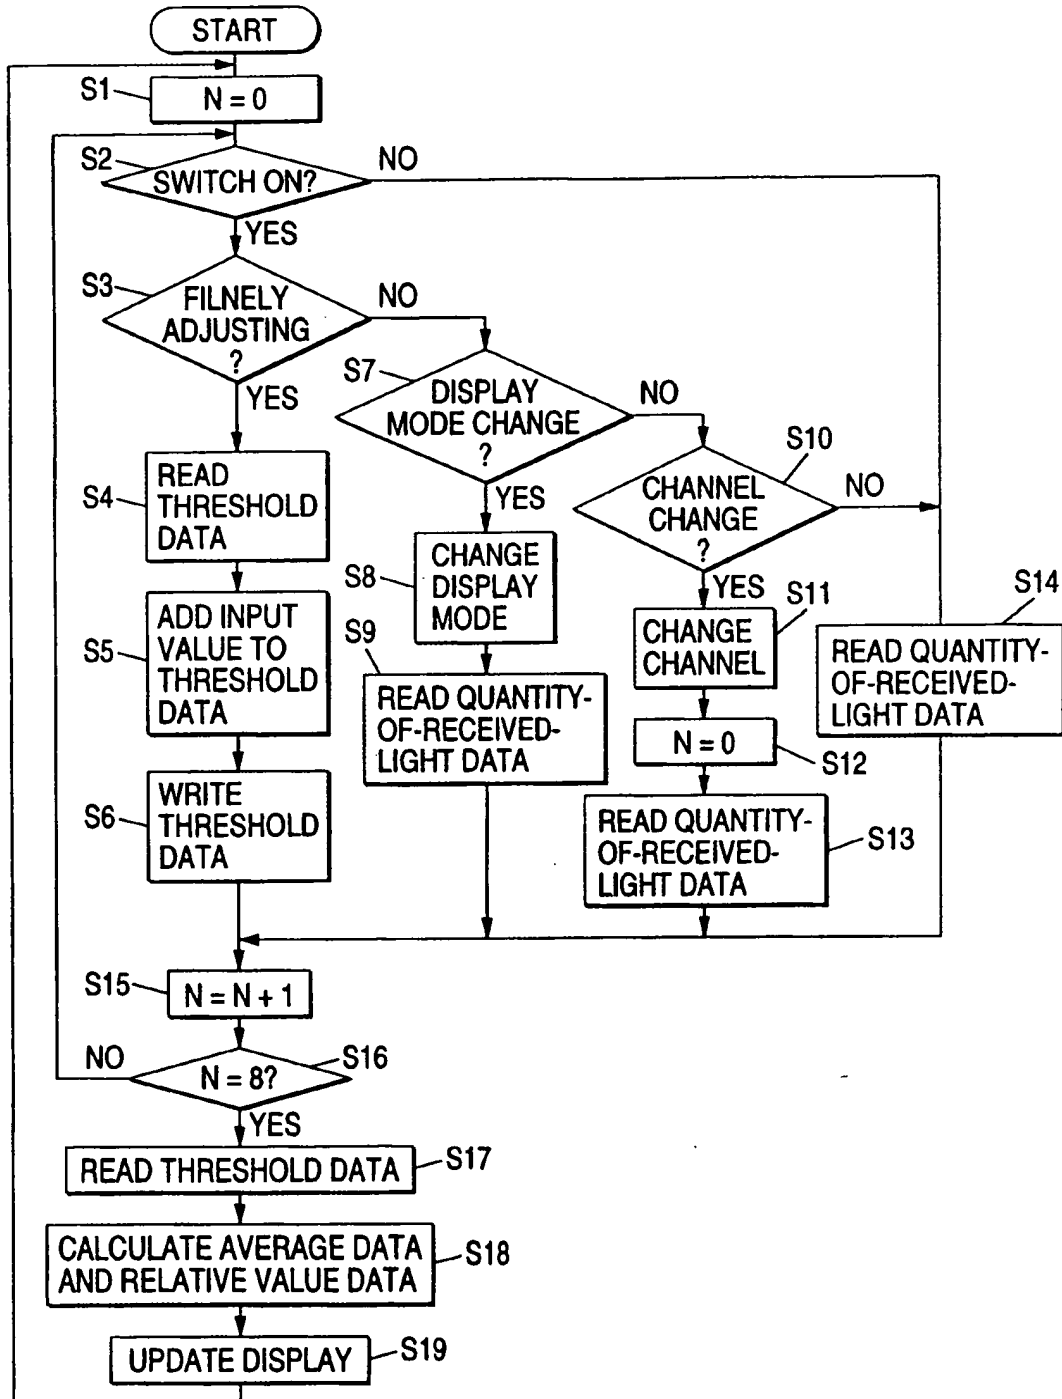 START
S1
N = 0
S2
SWITCH ON?
NO
YES
S3
FILNELY
ADJUSTING
?
NO
YES
S7
DISPLAY
MODE CHANGE
?
NO
YES
S10
CHANNEL
CHANGE
?
NO
YES
S4
READ
THRESHOLD
DATA
S8
CHANGE
DISPLAY
MODE
S11
CHANGE
CHANNEL
S14
READ QUANTITY-
OF-RECEIVED-
LIGHT DATA
S5
ADD INPUT
VALUE TO
THRESHOLD
DATA
S9
READ QUANTITY-
OF-RECEIVED-
LIGHT DATA
N = 0
S12
S6
WRITE
THRESHOLD
DATA
READ QUANTITY-
OF-RECEIVED-
LIGHT DATA
S13
S15
N = N + 1
NO
N = 8?
S16
YES
READ THRESHOLD DATA
S17
CALCULATE AVERAGE DATA
AND RELATIVE VALUE DATA
S18
UPDATE DISPLAY
S19